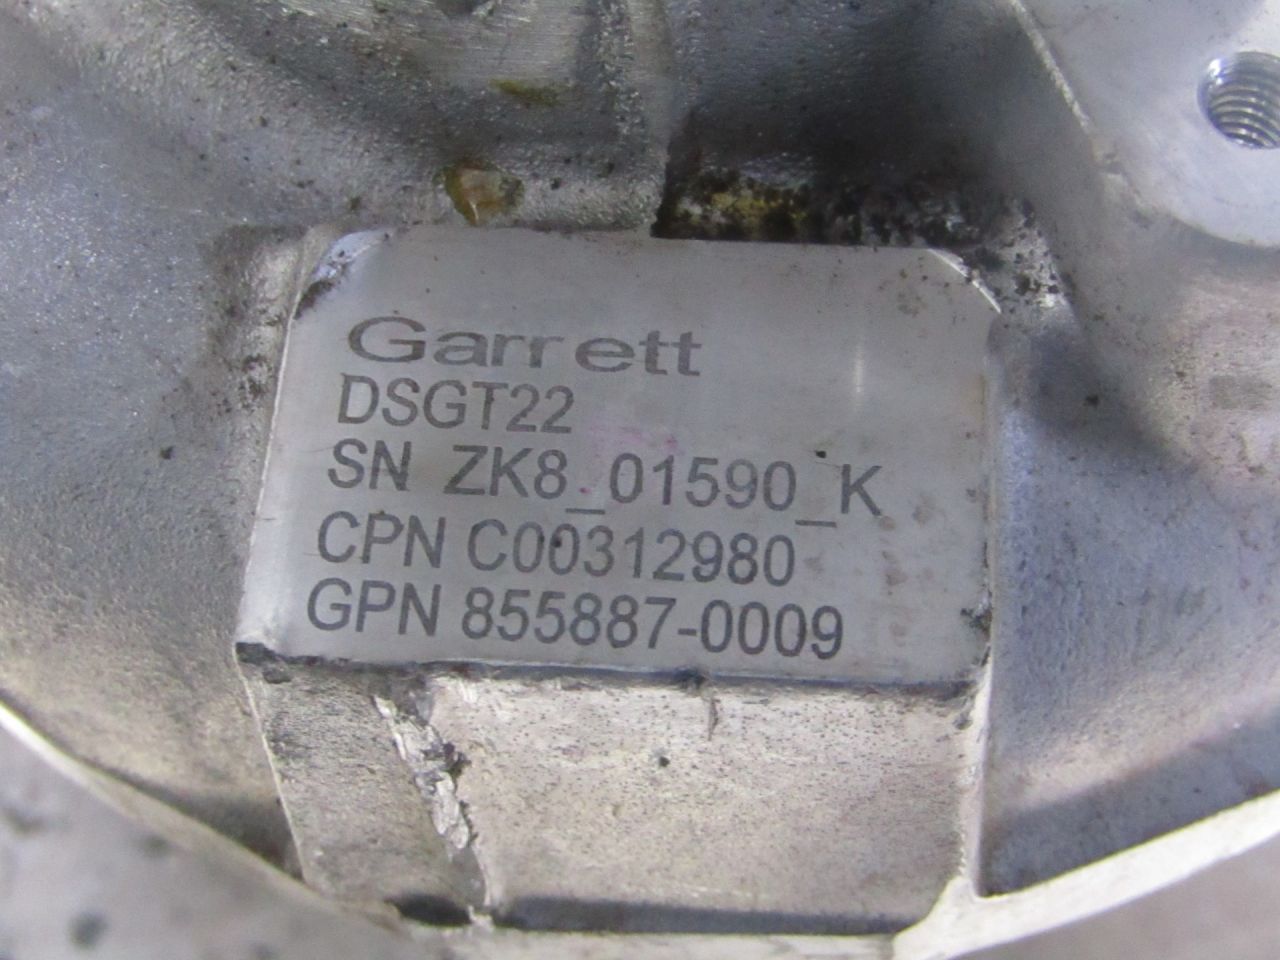 Garrett
DSGT22
SN ZK8_01590_K
CPN C00312980
GPN 855887-0009